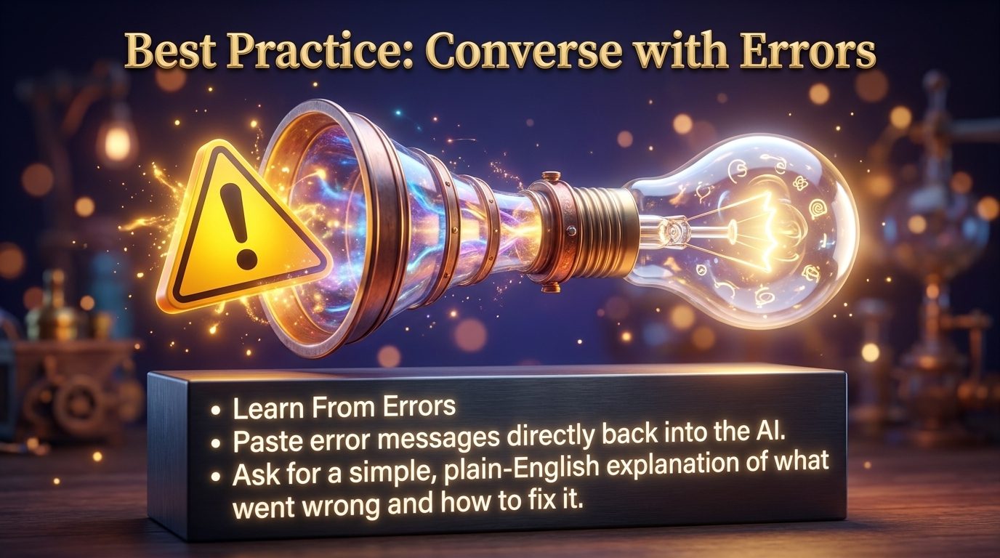 Best Practice: Converse with Errors
• Learn From Errors
• Paste error messages directly back into the AI.
• Ask for a simple, plain-English explanation of what
went wrong and how to fix it.